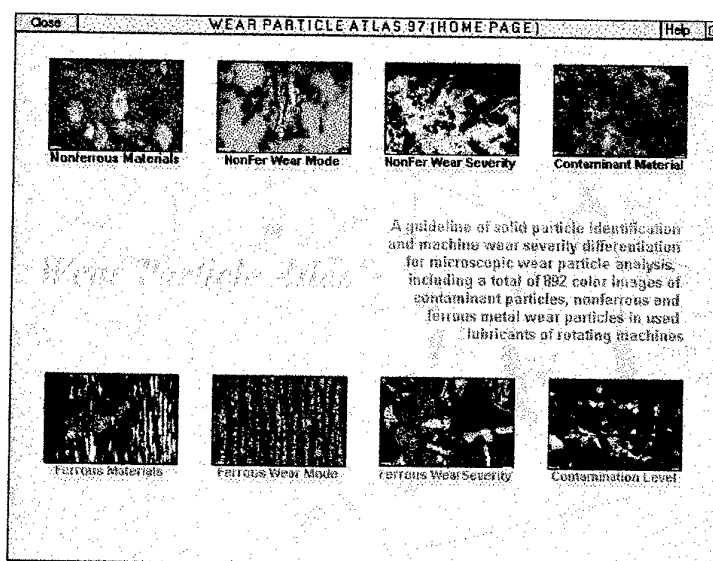 Close WEAR PARTICLE ATLAS 97 (HOME PAGE) Help
Nonferrous Materials NonFer Wear Mode NonFer Wear Severity Contaminant Material
A guideline of solid particle identification
and machine wear severity differentiation
for microscopic wear particle analysis,
Wear Particle Atlas
including a total of 892 color images of
contaminant particles, nonferrous and
ferrous metal wear particles in used
lubricants of rotating machines
Ferrous Materials Ferrous Wear Mode Ferrous Wear Severity Contamination Level